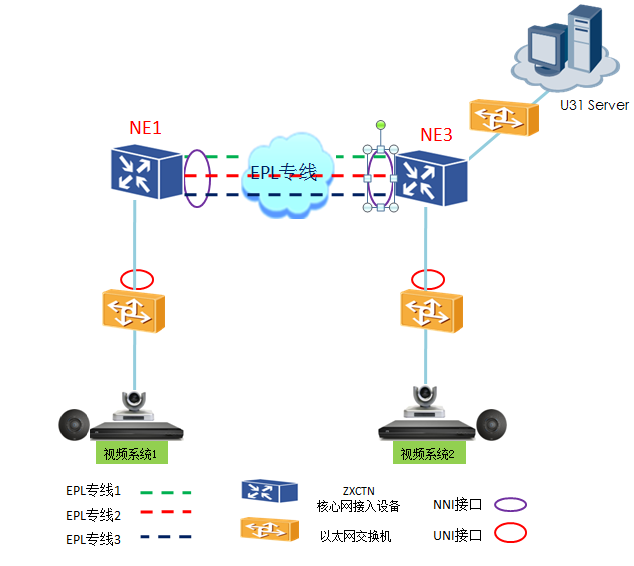 U31 Server
NE1
NE3
EPL专线
视频系统1
视频系统2
EPL专线1
EPL专线2
EPL专线3
ZXCTN
核心网接入设备
以太网交换机
NNI接口
UNI接口